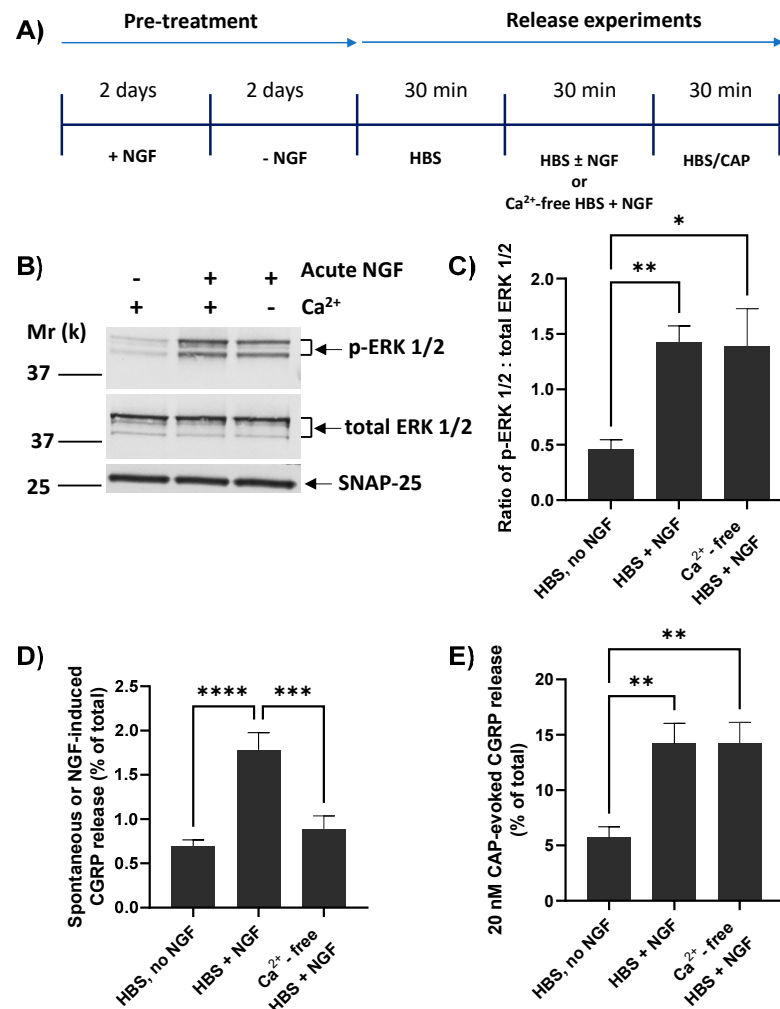 A)
Pre-treatment Release experiments
2 days 2 days 30 min 30 min 30 min
+ NGF - NGF HBS HBS ± NGF HBS/CAP
or
Ca²⁺-free HBS + NGF
B)
- + + Acute NGF
+ + - Ca²⁺
Mr (k)
p-ERK 1/2
37
total ERK 1/2
37
25
SNAP-25
C)
Ratio of p-ERK 1/2 : total ERK 1/2
2.0
1.5
1.0
0.5
0.0
*
**
HBS, no NGF
HBS + NGF
Ca²⁺- free
HBS + NGF
D)
Spontaneous or NGF-induced
CGRP release (% of total)
2.5
2.0
1.5
1.0
0.5
0.0
**** ***
HBS, no NGF
HBS + NGF
Ca²⁺- free
HBS + NGF
E)
20 nM CAP-evoked CGRP release
(% of total)
20
15
10
5
0
**
**
HBS, no NGF
HBS + NGF
Ca²⁺- free
HBS + NGF